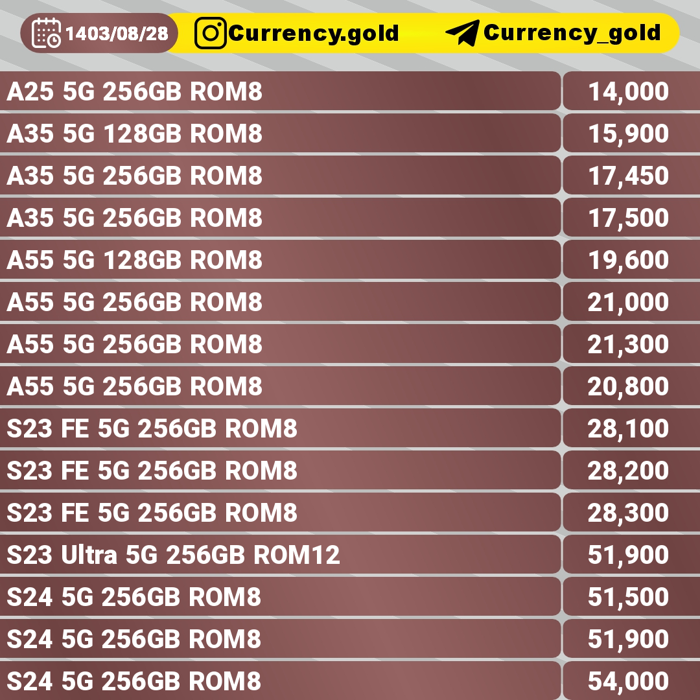 1403/08/28 Currency.gold Currency_gold
A25 5G 256GB ROM8 14,000
A35 5G 128GB ROM8 15,900
A35 5G 256GB ROM8 17,450
A35 5G 256GB ROM8 17,500
A55 5G 128GB ROM8 19,600
A55 5G 256GB ROM8 21,000
A55 5G 256GB ROM8 21,300
A55 5G 256GB ROM8 20,800
S23 FE 5G 256GB ROM8 28,100
S23 FE 5G 256GB ROM8 28,200
S23 FE 5G 256GB ROM8 28,300
S23 Ultra 5G 256GB ROM12 51,900
S24 5G 256GB ROM8 51,500
S24 5G 256GB ROM8 51,900
S24 5G 256GB ROM8 54,000